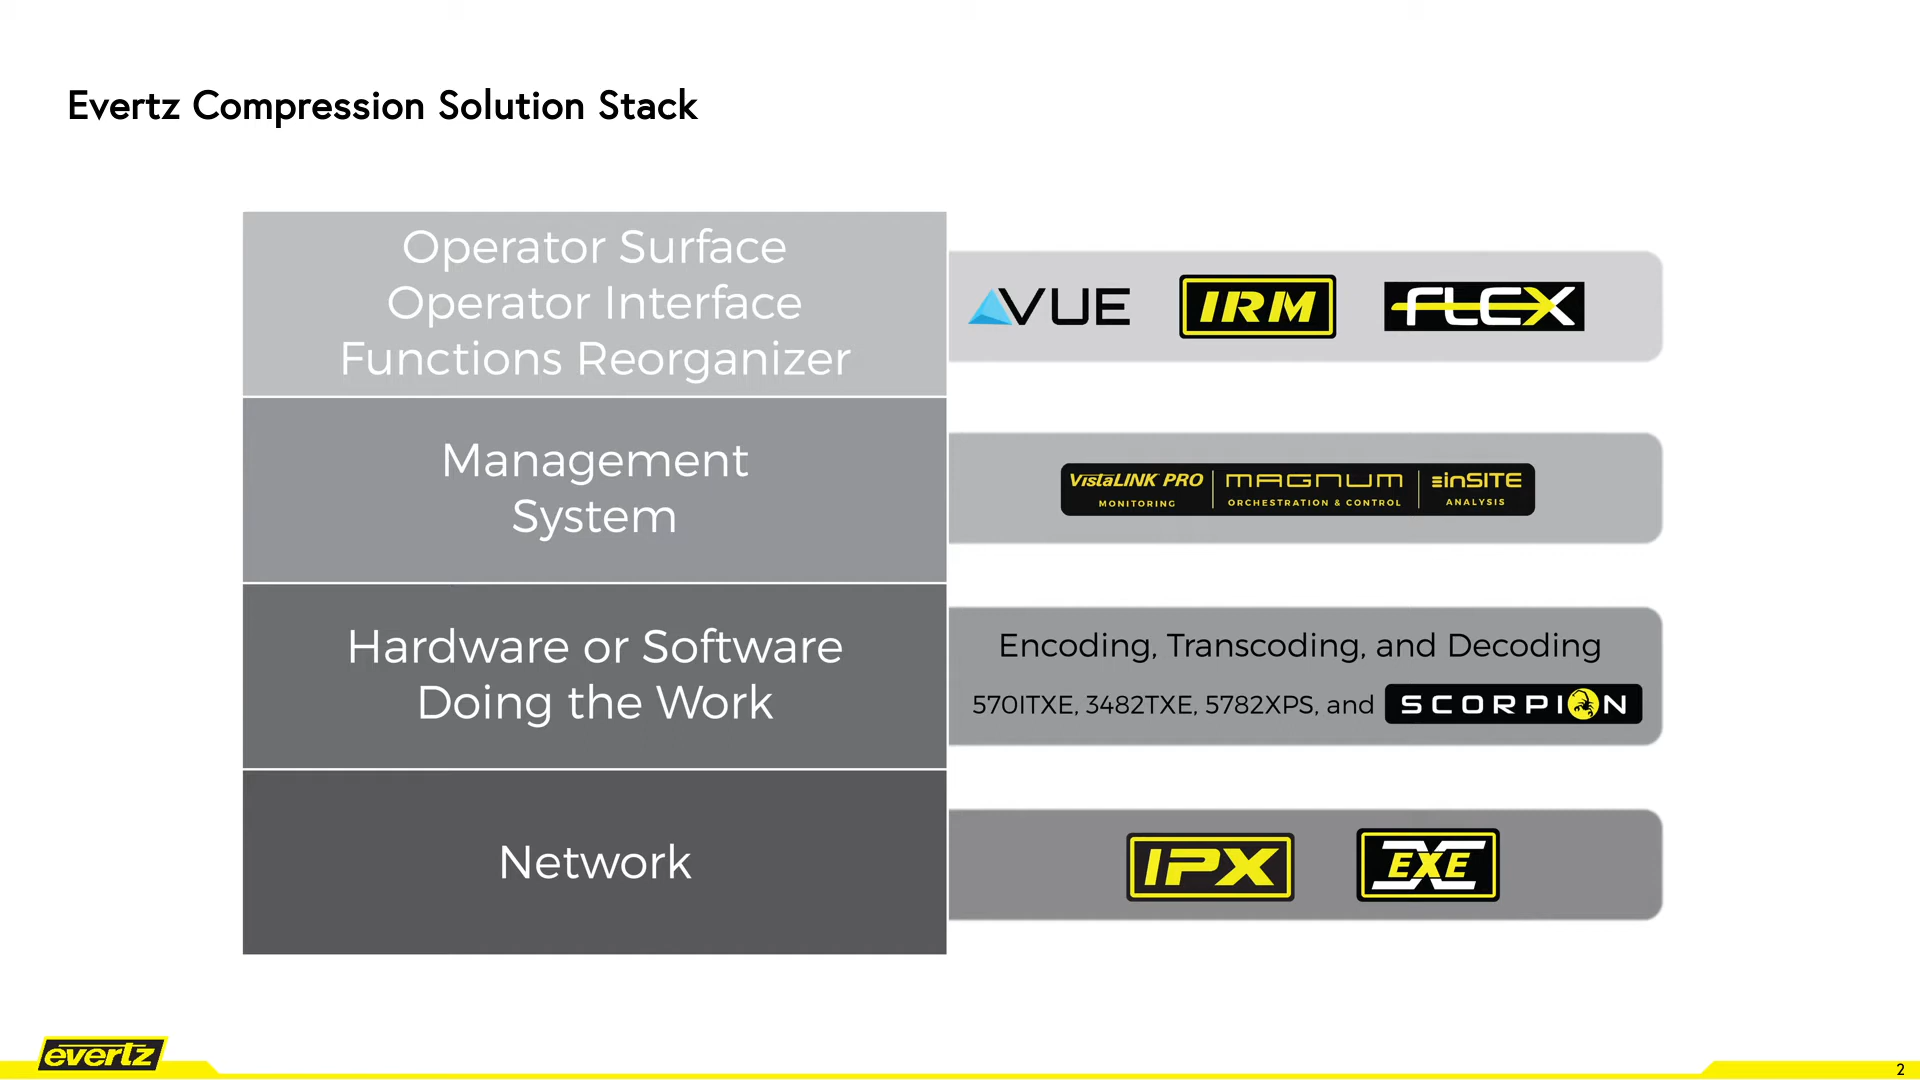 Evertz Compression Solution Stack
Operator Surface
Operator Interface
Functions Reorganizer
VUE
IRM
FLEX
Management
System
VistaLINK PRO
MONITORING
MAGNUM
ORCHESTRATION & CONTROL
inSITE
ANALYSIS
Hardware or Software
Doing the Work
Encoding, Transcoding, and Decoding
570ITXE, 3482TXE, 5782XPS, and SCORPION
Network
IPX
EXE
evertz
2